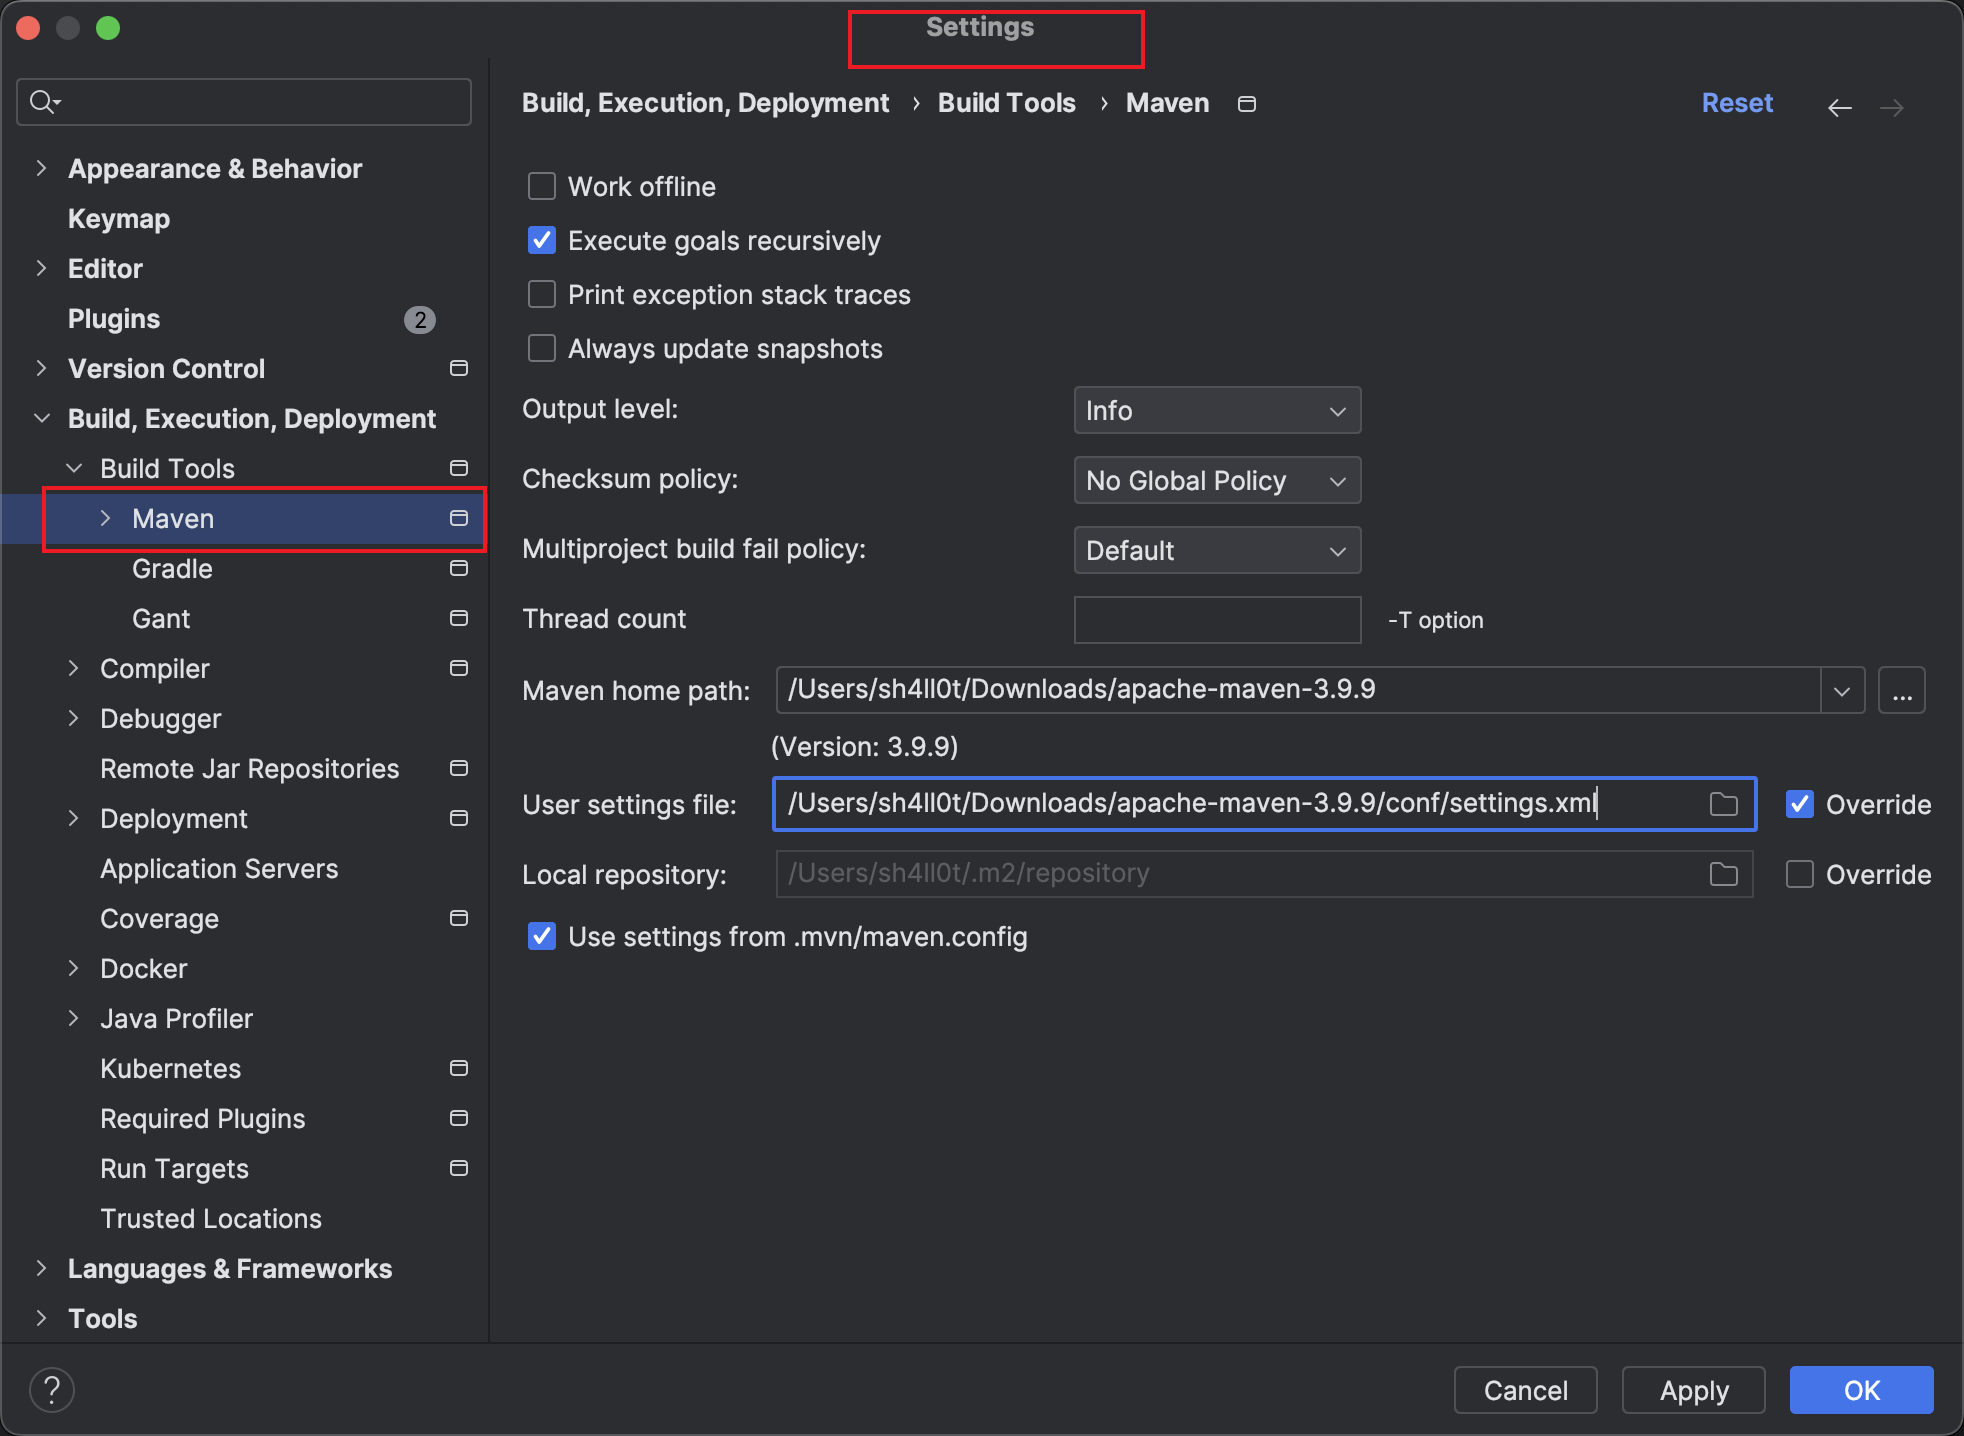 Settings
Build, Execution, Deployment › Build Tools › Maven
Reset
Appearance & Behavior
Keymap
Editor
Plugins 2
Version Control
Build, Execution, Deployment
Build Tools
Maven
Gradle
Gant
Compiler
Debugger
Remote Jar Repositories
Deployment
Application Servers
Coverage
Docker
Java Profiler
Kubernetes
Required Plugins
Run Targets
Trusted Locations
Languages & Frameworks
Tools
Work offline
Execute goals recursively
Print exception stack traces
Always update snapshots
Output level: Info
Checksum policy: No Global Policy
Multiproject build fail policy: Default
Thread count -T option
Maven home path: /Users/sh4ll0t/Downloads/apache-maven-3.9.9 ...
(Version: 3.9.9)
User settings file: /Users/sh4ll0t/Downloads/apache-maven-3.9.9/conf/settings.xml Override
Local repository: /Users/sh4ll0t/.m2/repository Override
Use settings from .mvn/maven.config
? Cancel Apply OK